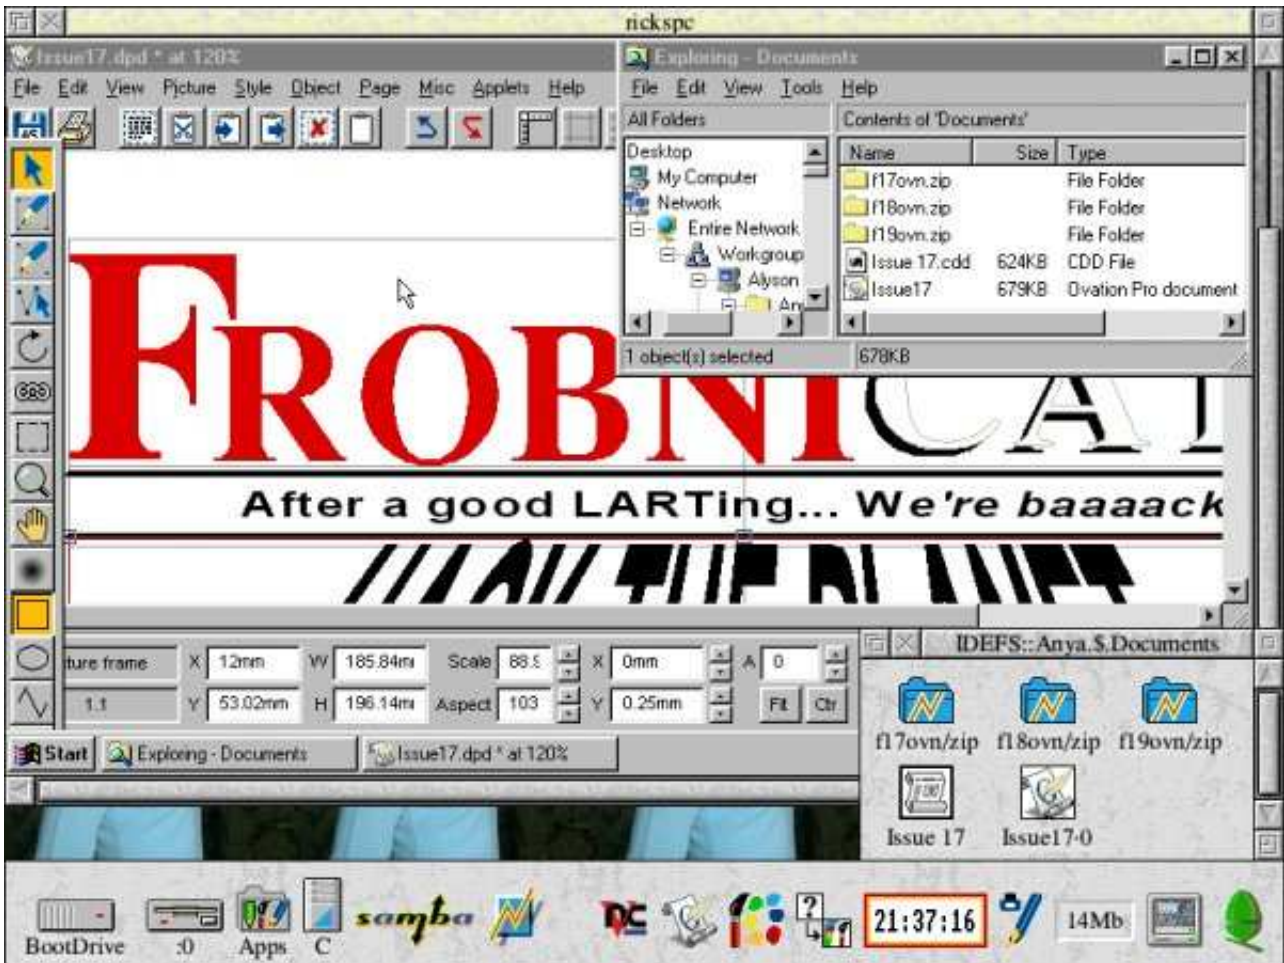 rickspc
Issue17.dpd * at 120%
File Edit View Picture Style Object Page Misc Applets Help
Exploring - Documents
File Edit View Tools Help
All Folders
Contents of 'Documents'
Desktop
My Computer
Network
Entire Network
Workgroup
Alyson
An
Name Size Type
f17ovn.zip File Folder
f18ovn.zip File Folder
f19ovn.zip File Folder
Issue 17.cdd 624KB CDD File
Issue17 679KB Ovation Pro document
1 object(s) selected 678KB
FROBNICAT
After a good LARTing... We're baaaack
ture frame X 12mm W 185.84m Scale 88.5 X 0mm A 0
1.1 Y 53.02mm H 196.14m Aspect 103 Y 0.25mm Fit Ctr
Start Exploring - Documents Issue17.dpd * at 120%
IDEFS::Anya.$.Documents
f17ovn/zip f18ovn/zip f19ovn/zip
Issue 17 Issue17-0
samba 21:37:16 14Mb
BootDrive :0 Apps C